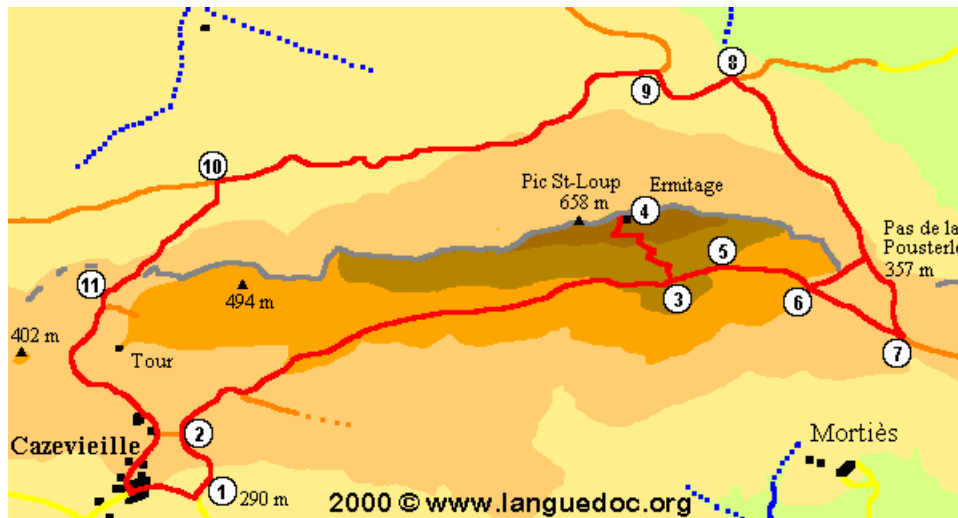 8
9
10
Pic St-Loup
658 m
Ermitage
4
Pas de la
Pousterle
357 m
5
11
494 m
3
6
402 m
Tour
7
2
Cazevieille
Mortiès
1
290 m
2000 © www.languedoc.org